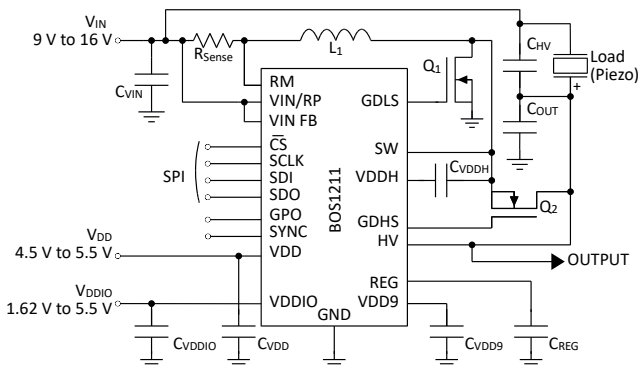 VIN
9 V to 16 V
RSense
L1
CHV
Load
(Piezo)
+
CVIN
Q1
RM
VIN/RP
VIN FB
GDLS
COUT
CS
SCLK
SDI
SDO
GPO
SYNC
SPI
BOS1211
SW
VDDH
CVDDH
Q2
GDHS
HV
OUTPUT
VDD
4.5 V to 5.5 V
VDD
REG
VDDIO
1.62 V to 5.5 V
VDDIO
VDD9
GND
CVDDIO
CVDD
CVDD9
CREG